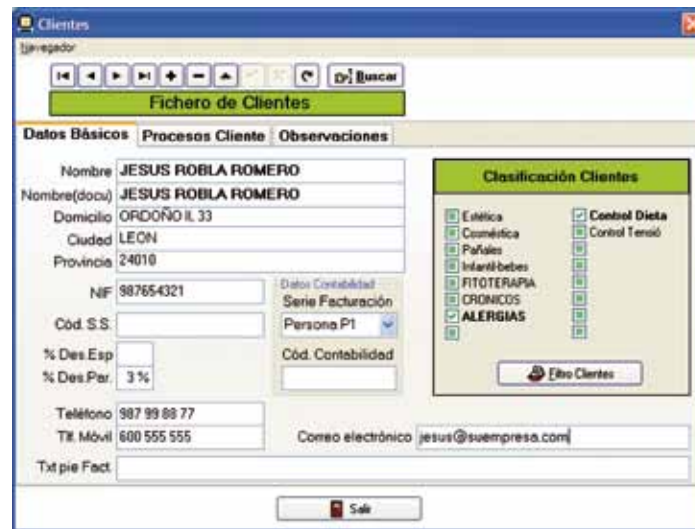 Clientes
Navegador
Buscar
Fichero de Clientes
Datos Básicos Procesos Cliente Observaciones
Nombre JESUS ROBLA ROMERO
Nombre(docu) JESUS ROBLA ROMERO
Domicilio ORDOÑO II, 33
Ciudad LEON
Provincia 24010
NIF 987654321
Cód. S.S.
% Des.Esp
% Des.Par. 3 %
Datos Contabilidad
Serie Facturación
Persona P1
Cód. Contabilidad
Clasificación Clientes
Estética
Cosméstica
Pañales
Infantil-bebes
FITOTERAPIA
CRONICOS
ALERGIAS
Control Dieta
Control Tensió
Filtro Clientes
Teléfono 987 99 88 77
Tlf. Móvil 600 555 555
Correo electrónico jesus@suempresa.com
Txt pie Fact.
Salir